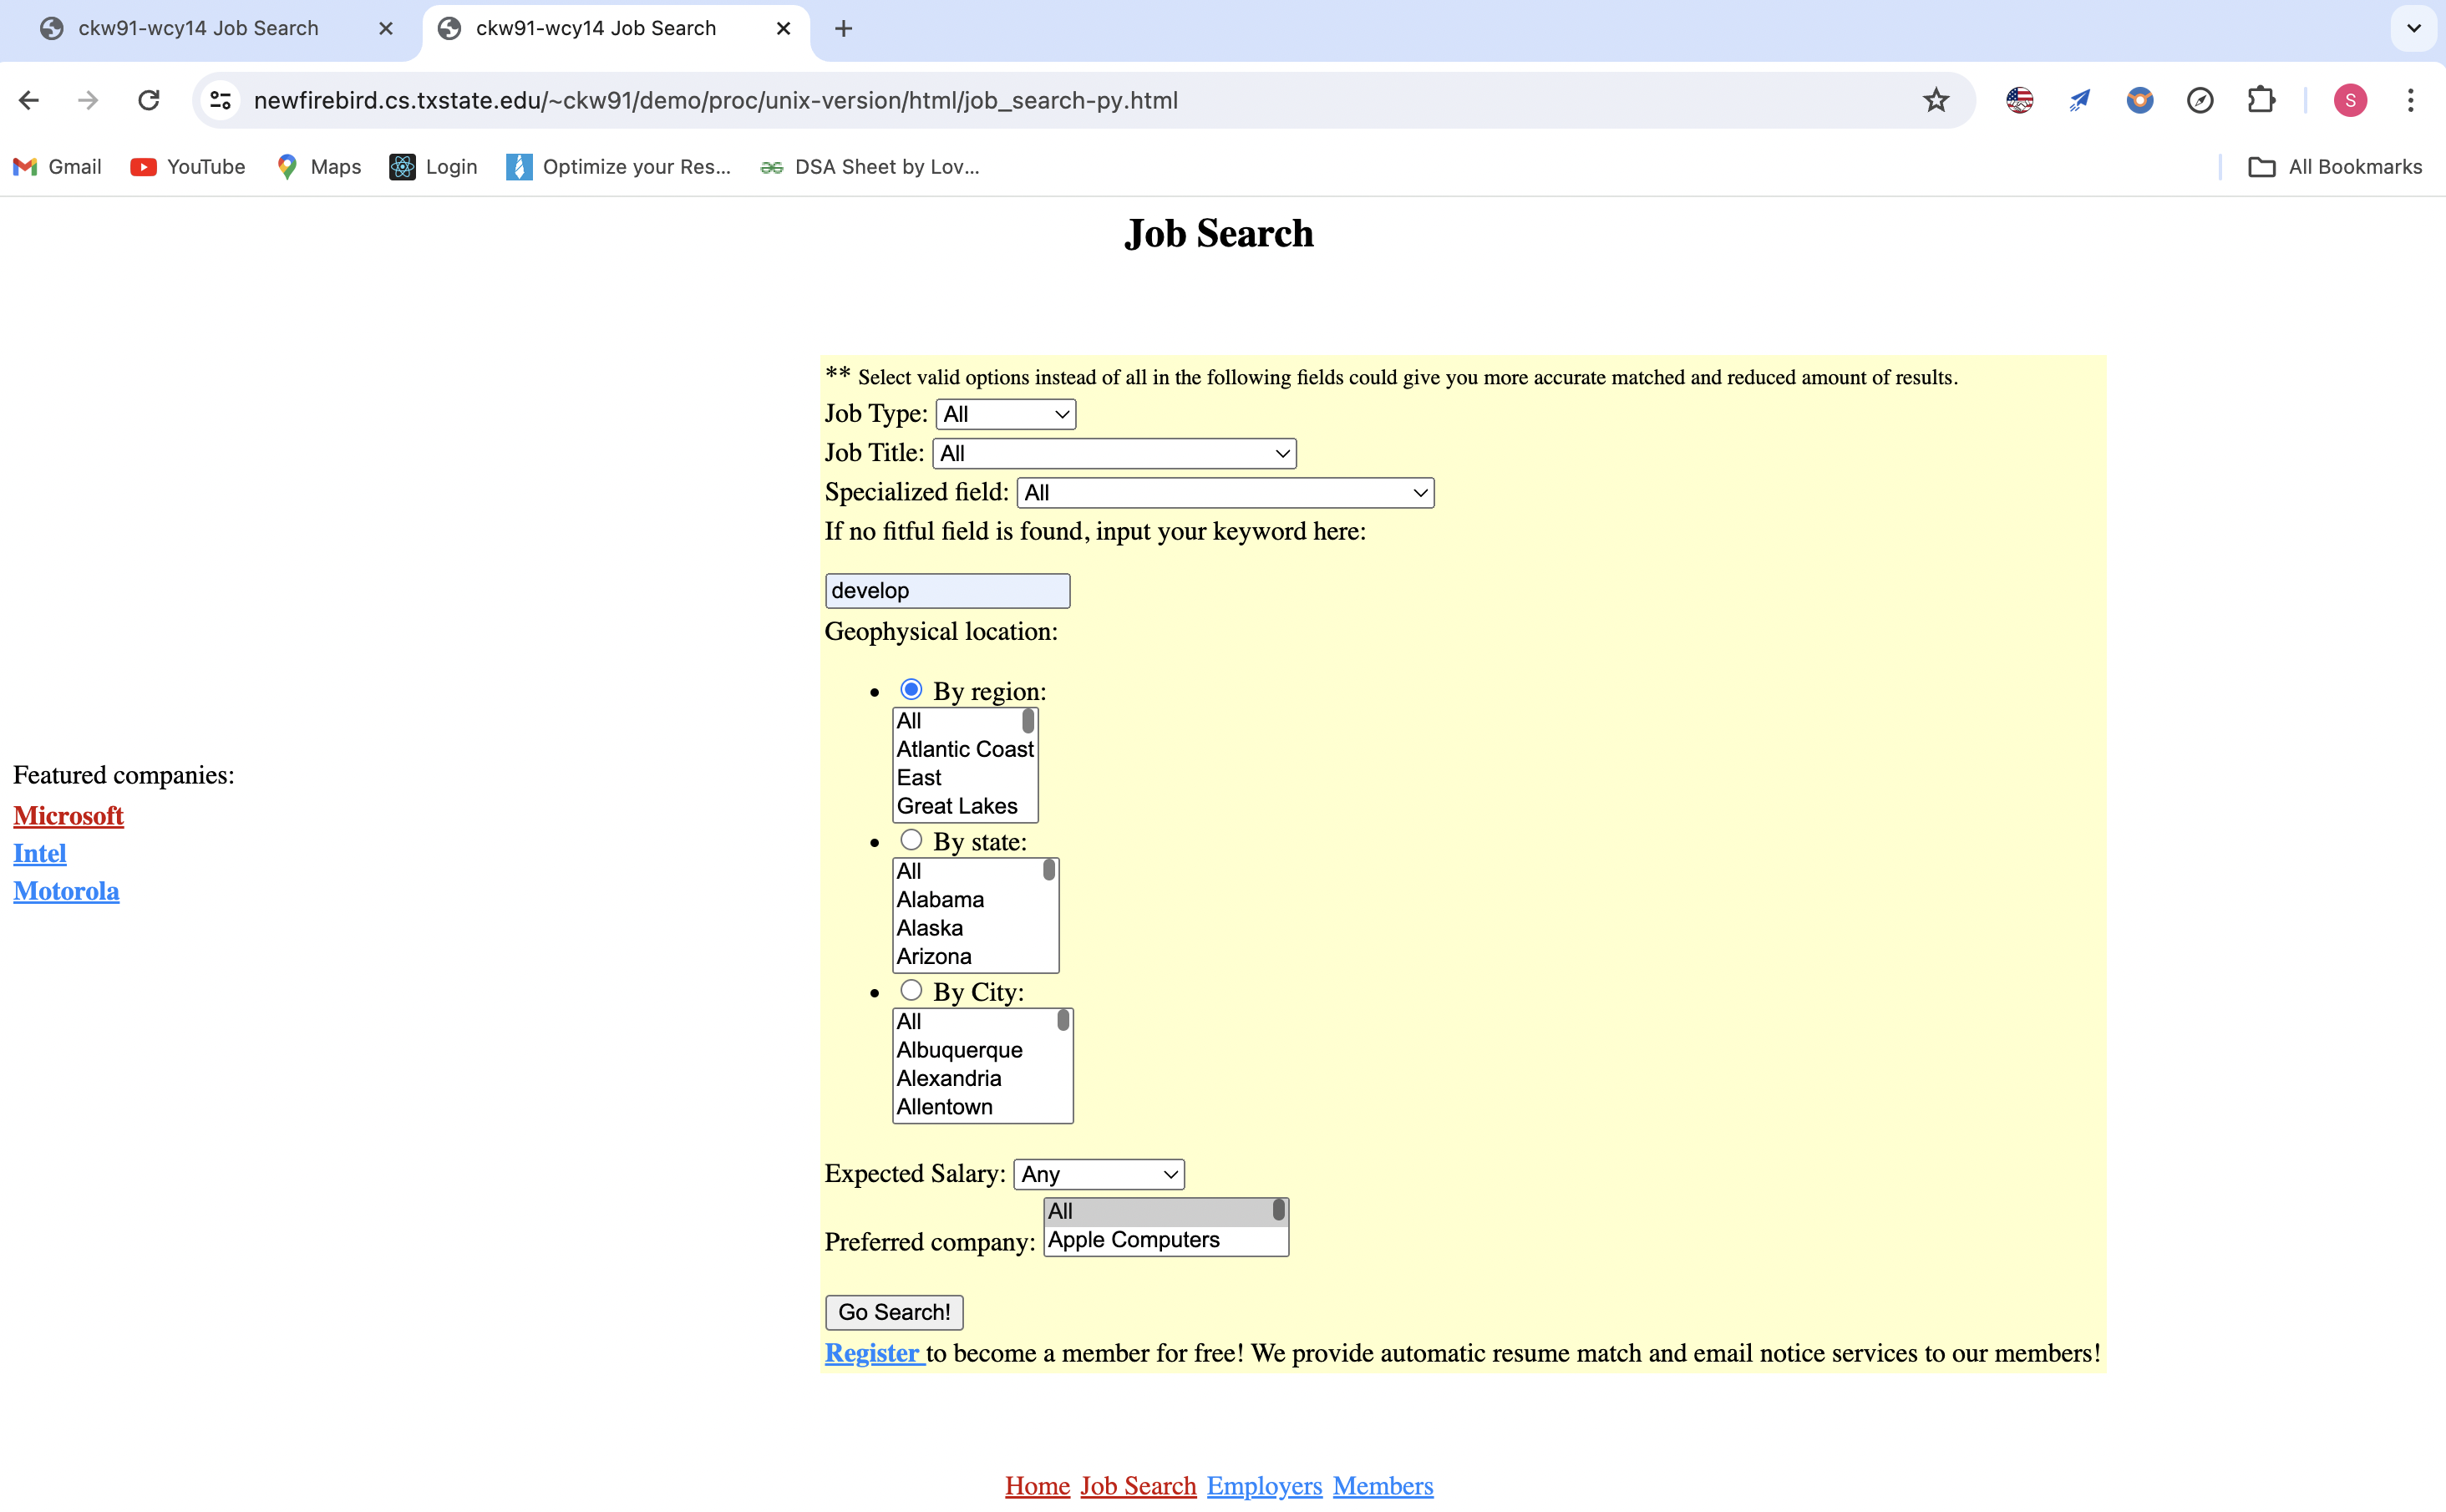 ckw91-wcy14 Job Search
ckw91-wcy14 Job Search
newfirebird.cs.txstate.edu/~ckw91/demo/proc/unix-version/html/job_search-py.html
S
Gmail
YouTube
Maps
Login
Optimize your Res...
DSA Sheet by Lov...
All Bookmarks
Job Search
** Select valid options instead of all in the following fields could give you more accurate matched and reduced amount of results.
Job Type: All
Job Title: All
Specialized field: All
If no fitful field is found, input your keyword here:
develop
Geophysical location:
By region:
All
Atlantic Coast
East
Great Lakes
By state:
All
Alabama
Alaska
Arizona
By City:
All
Albuquerque
Alexandria
Allentown
Expected Salary: Any
Preferred company: All
Apple Computers
Go Search!
Register to become a member for free! We provide automatic resume match and email notice services to our members!
Featured companies:
Microsoft
Intel
Motorola
Home Job Search Employers Members